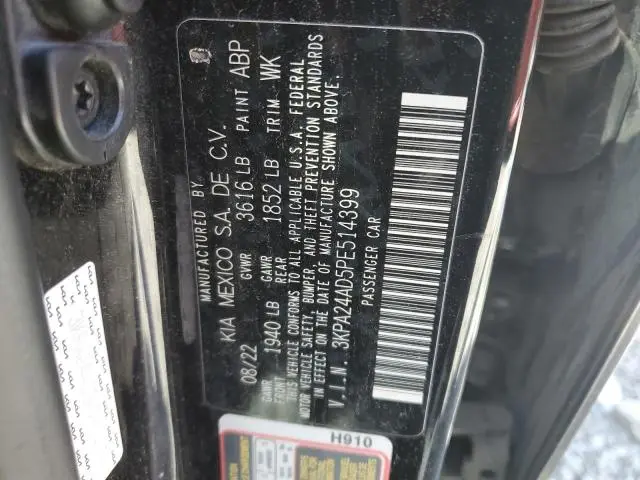 MANUFACTURED BY
KIA MEXICO S.A. DE C.V.
08/22 GVWR 3616 LB PAINT ABP
GAWR FRONT 1940 LB GAWR REAR 1852 LB TRIM WK
THIS VEHICLE CONFORMS TO ALL APPLICABLE U.S.A. FEDERAL
MOTOR VEHICLE SAFETY, BUMPER, AND THEFT PREVENTION STANDARDS
IN EFFECT ON THE DATE OF MANUFACTURE SHOWN ABOVE.
V.I.N. 3KPA24AD5PE514399
PASSENGER CAR
H910